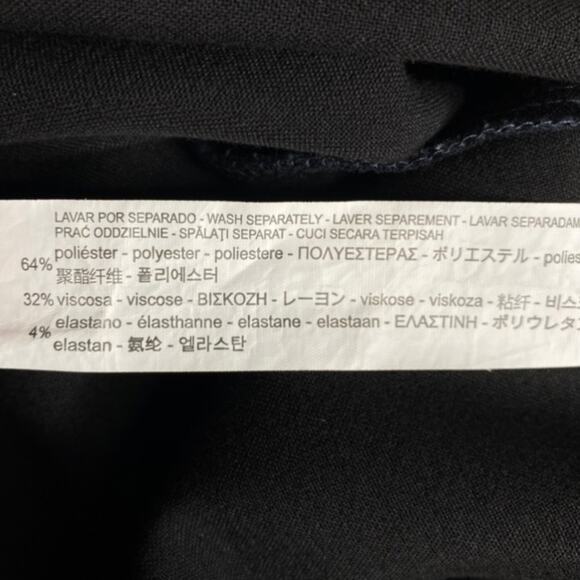 LAVAR POR SEPARADO - WASH SEPARATELY - LAVER SEPAREMENT - LAVAR SEPARADAM
PRAĆ ODDZIELNIE - SPĂLAŢI SEPARAT - CUCI SECARA TERPISAH
64% poliéster - polyester - poliestere - ΠΟΛΥΕΣΤΕΡΑΣ - ポリエステル - polies
聚酯纤维 - 폴리에스터
32% viscosa - viscose - ΒΙΣΚΟΖΗ - レーヨン - viskose - viskoza - 粘纤 - 비스
4% elastano - élasthanne - elastane - elastaan - ΕΛΑΣΤΙΝΗ - ポリウレタ
elastan - 氨纶 - 엘라스탄